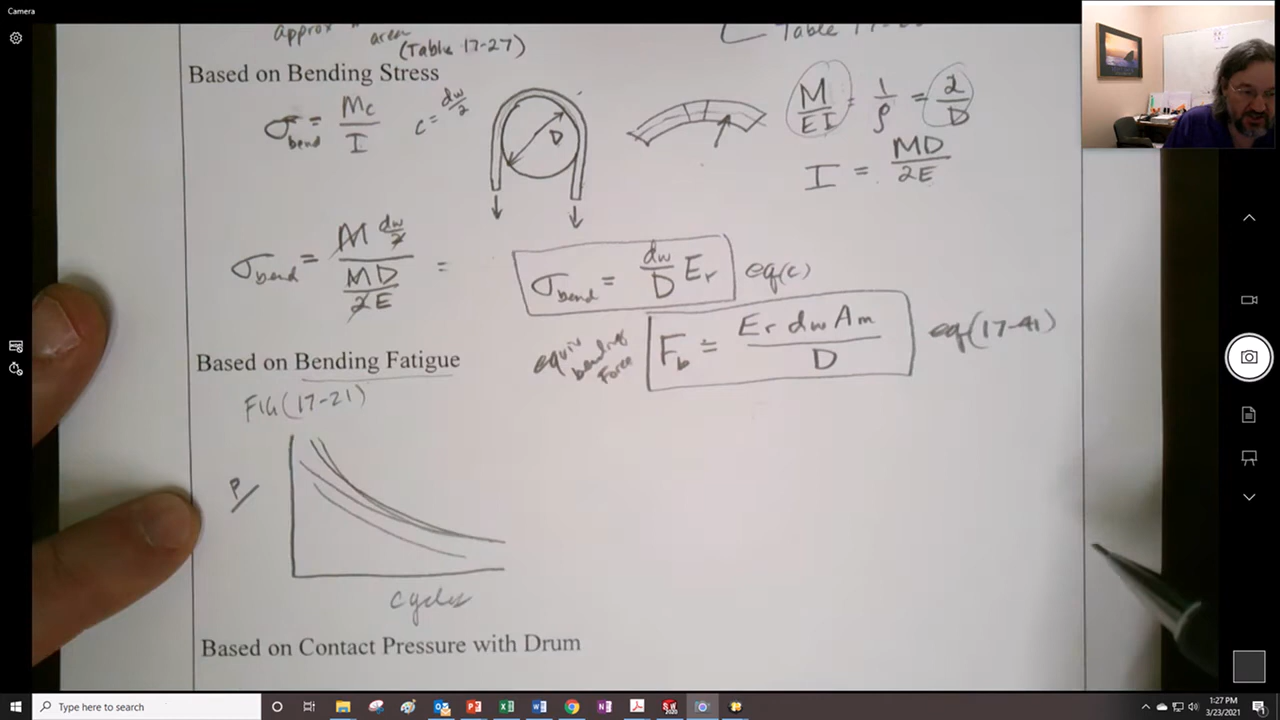 Camera
approx area
(Table 17-27)
Table 17-
Based on Bending Stress
σbend = Mc/I
c = dw/2
D
M/EI = 1/ρ = 2/D
I = MD/2E
σbend = M dw/2 / MD/2E =
σbend = dw/D Er eq(c)
equiv bending Force
Fb = Er dw Am / D eq(17-41)
Based on Bending Fatigue
FIG(17-21)
P/
cycles
Based on Contact Pressure with Drum
Type here to search
1:27 PM
3/23/2021